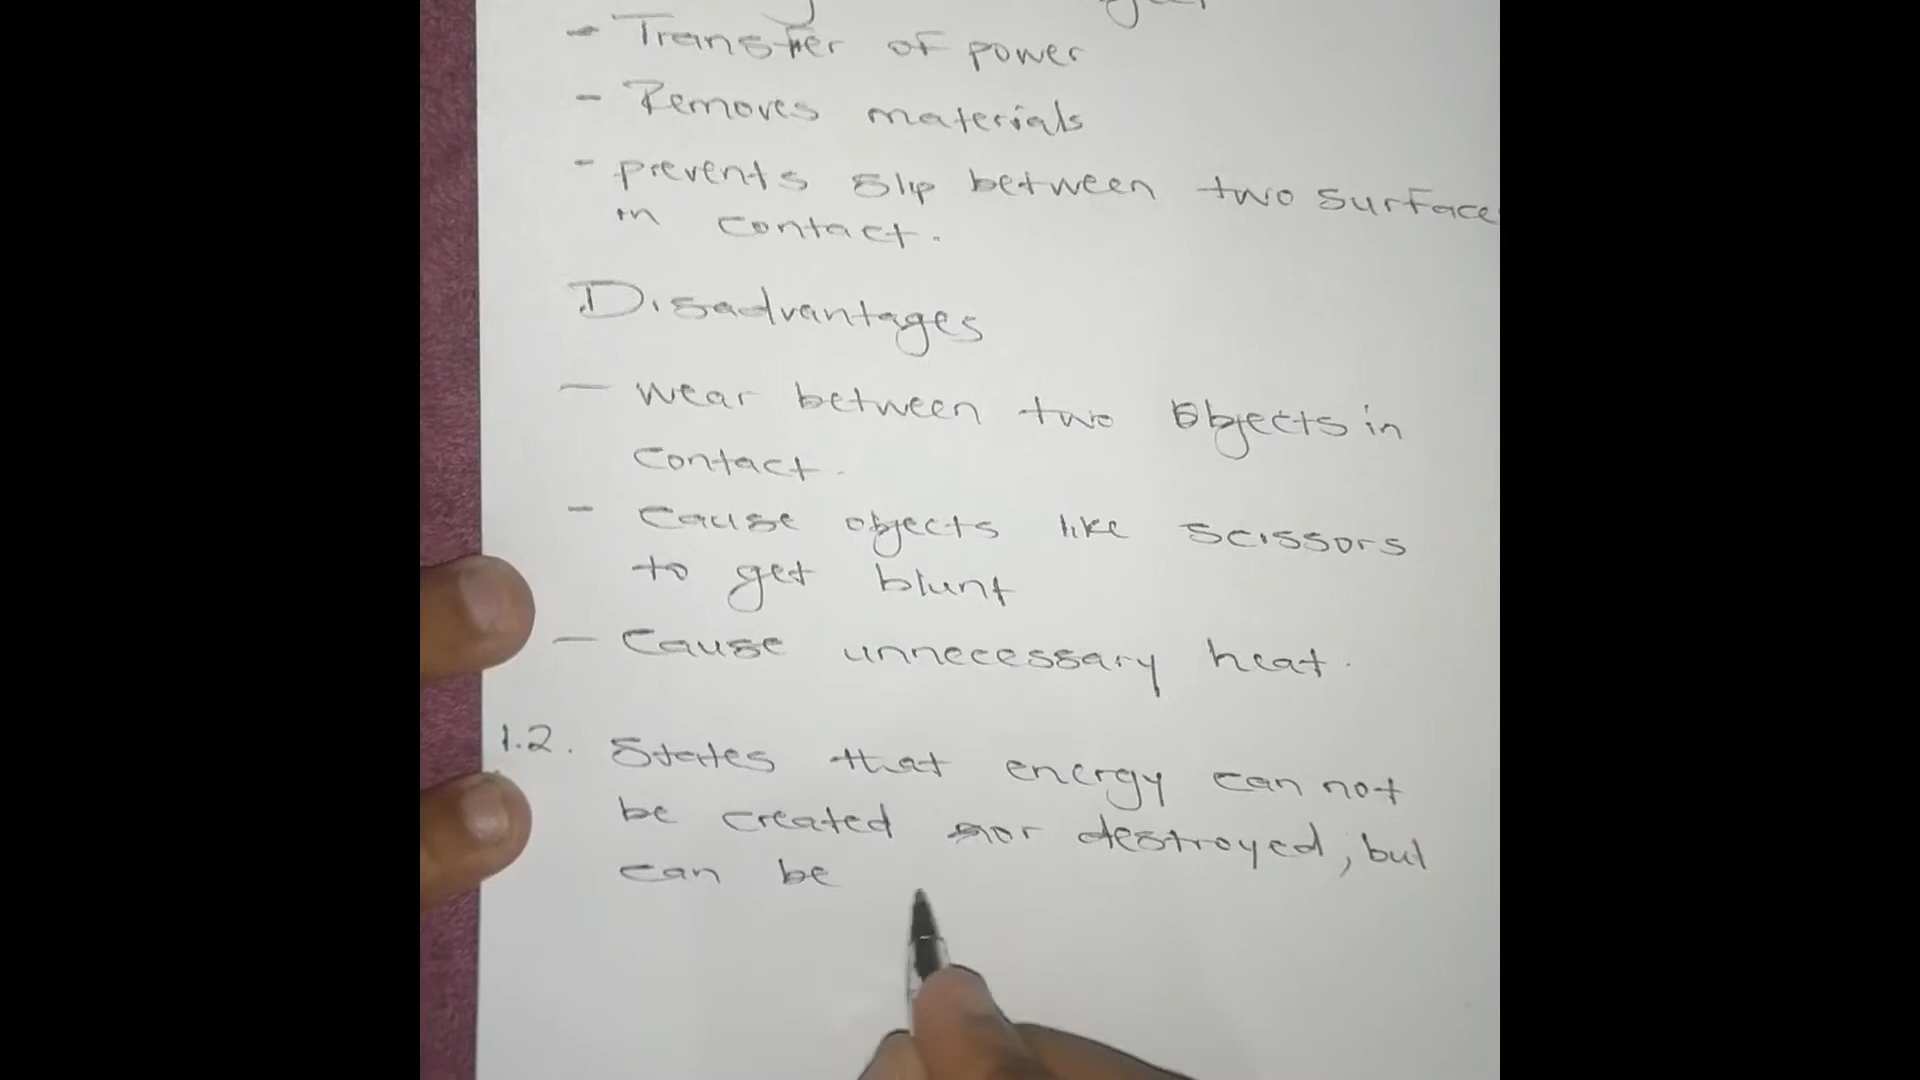 - Transfer of power
- Removes materials
- prevents slip between two surface
in contact.
Disadvantages
- wear between two objects in
contact.
- cause objects like scissors
to get blunt
- cause unnecessary heat.
1.2. States that energy can not
be created nor destroyed, but
can be